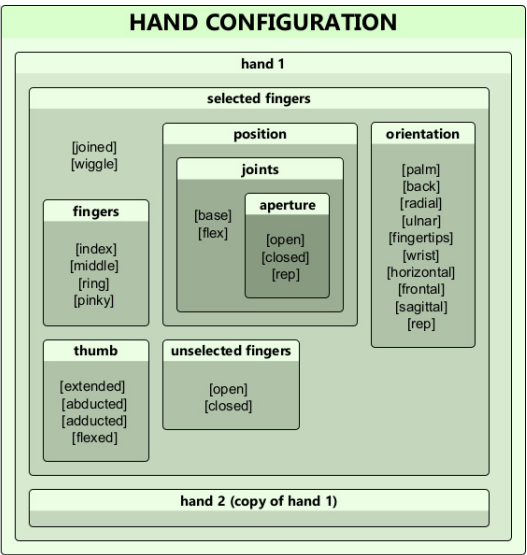 HAND CONFIGURATION
hand 1
selected fingers
[joined]
[wiggle]
position
joints
[base]
[flex]
aperture
[open]
[closed]
[rep]
orientation
[palm]
[back]
[radial]
[ulnar]
[fingertips]
[wrist]
[horizontal]
[frontal]
[sagittal]
[rep]
fingers
[index]
[middle]
[ring]
[pinky]
thumb
[extended]
[abducted]
[adducted]
[flexed]
unselected fingers
[open]
[closed]
hand 2 (copy of hand 1)